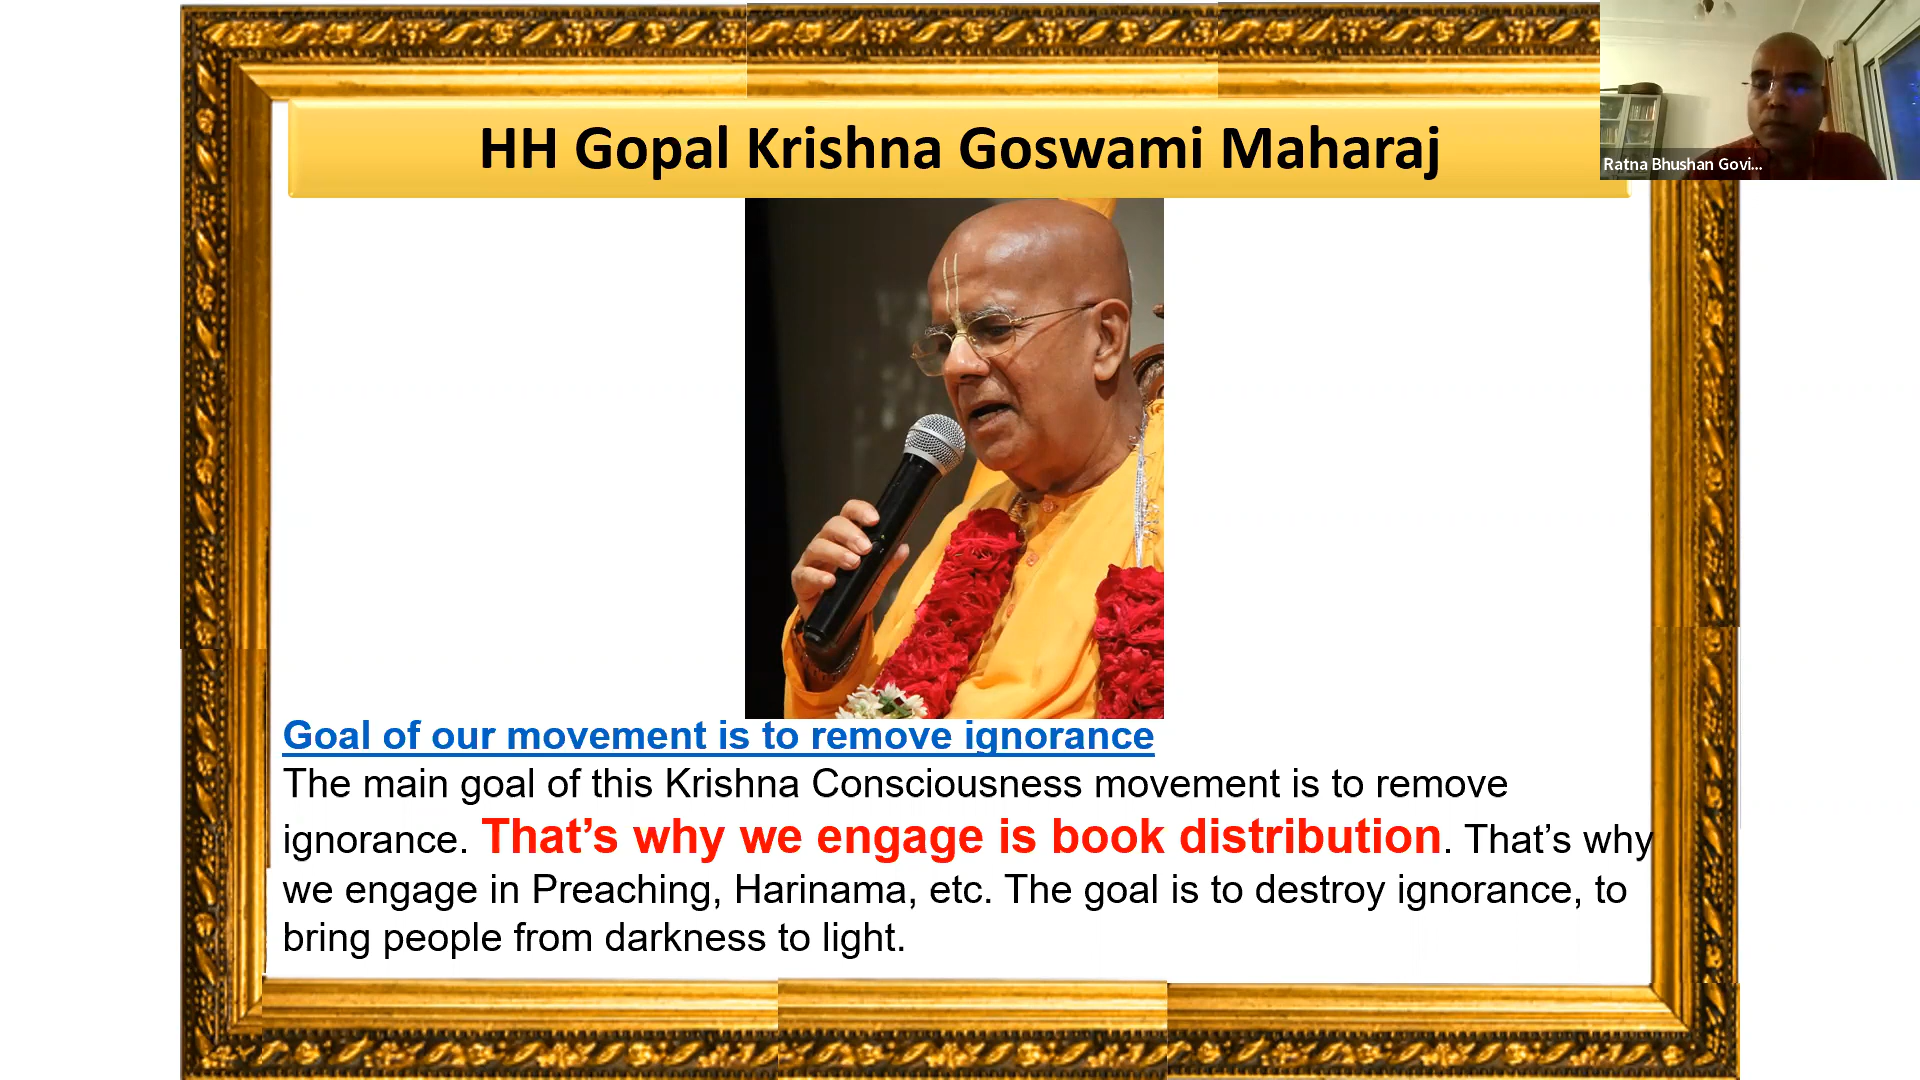 HH Gopal Krishna Goswami Maharaj
Ratna Bhushan Govi...
Goal of our movement is to remove ignorance
The main goal of this Krishna Consciousness movement is to remove
ignorance. That’s why we engage is book distribution. That’s why
we engage in Preaching, Harinama, etc. The goal is to destroy ignorance, to
bring people from darkness to light.